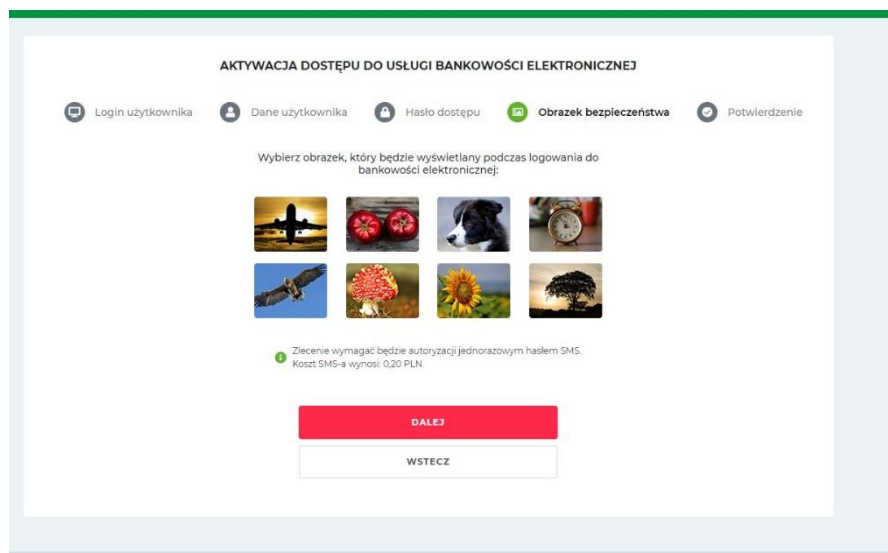 AKTYWACJA DOSTĘPU DO USŁUGI BANKOWOŚCI ELEKTRONICZNEJ
Login użytkownika Dane użytkownika Hasło dostępu Obrazek bezpieczeństwa Potwierdzenie
Wybierz obrazek, który będzie wyświetlany podczas logowania do
bankowości elektronicznej:
Zlecenie wymagać będzie autoryzacji jednorazowym hasłem SMS.
Koszt SMS-a wynosi: 0,20 PLN.
DALEJ
WSTECZ